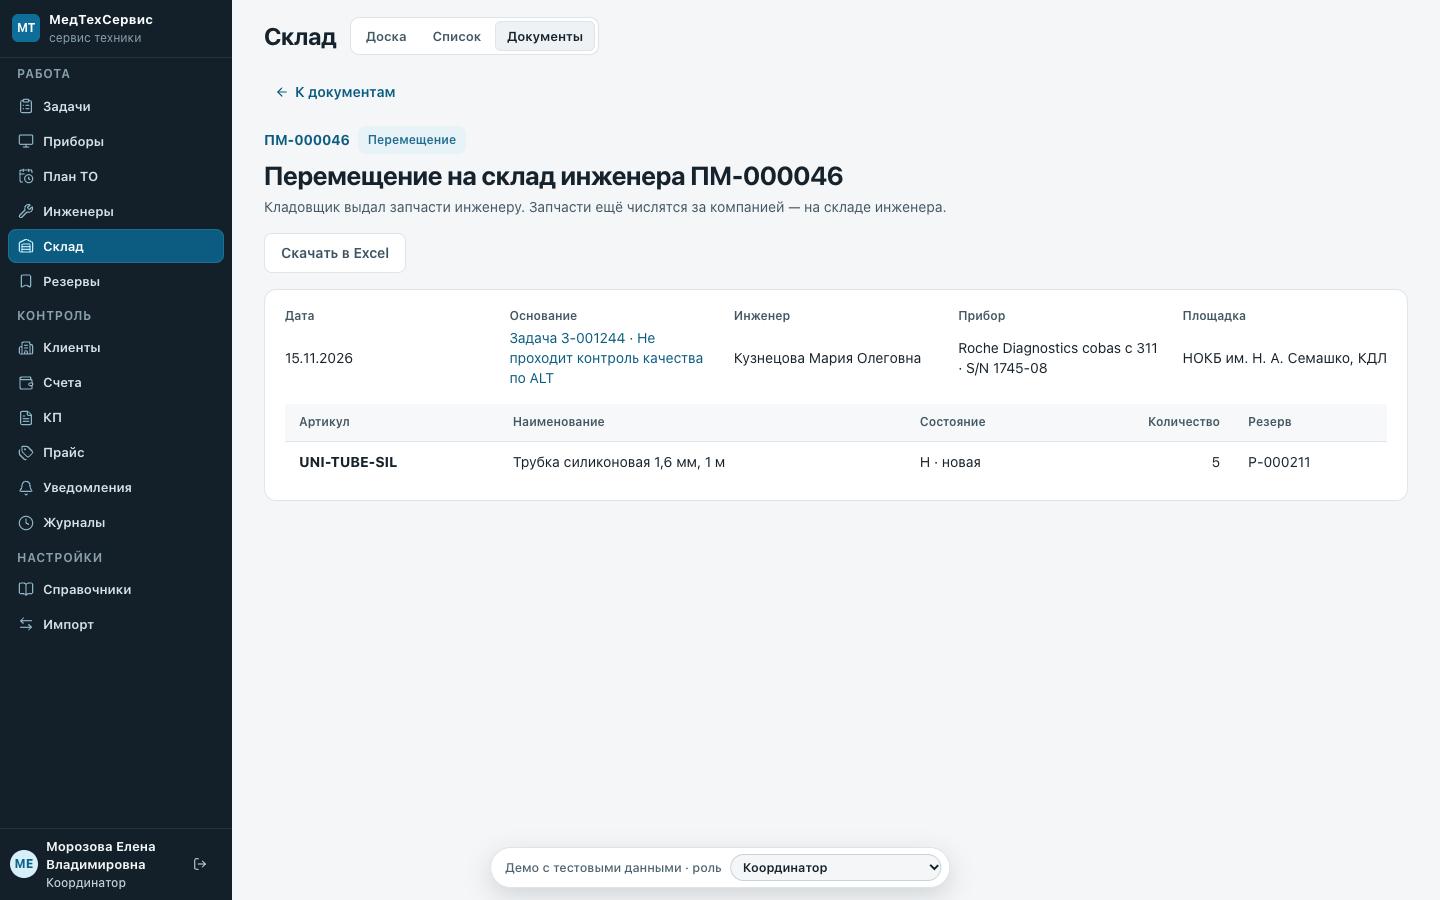 МТ
МедТехСервис
сервис техники
РАБОТА
Задачи
Приборы
План ТО
Инженеры
Склад
Резервы
КОНТРОЛЬ
Клиенты
Счета
КП
Прайс
Уведомления
Журналы
НАСТРОЙКИ
Справочники
Импорт
МЕ
Морозова Елена
Владимировна
Координатор
Склад
Доска
Список
Документы
← К документам
ПМ-000046
Перемещение
Перемещение на склад инженера ПМ-000046
Кладовщик выдал запчасти инженеру. Запчасти ещё числятся за компанией — на складе инженера.
Скачать в Excel
Дата
15.11.2026
Основание
Задача З-001244 · Не
проходит контроль качества
по ALT
Инженер
Кузнецова Мария Олеговна
Прибор
Roche Diagnostics cobas c 311
· S/N 1745-08
Площадка
НОКБ им. Н. А. Семашко, КДЛ
Артикул Наименование Состояние Количество Резерв
UNI-TUBE-SIL Трубка силиконовая 1,6 мм, 1 м Н · новая 5 Р-000211
Демо с тестовыми данными · роль Координатор